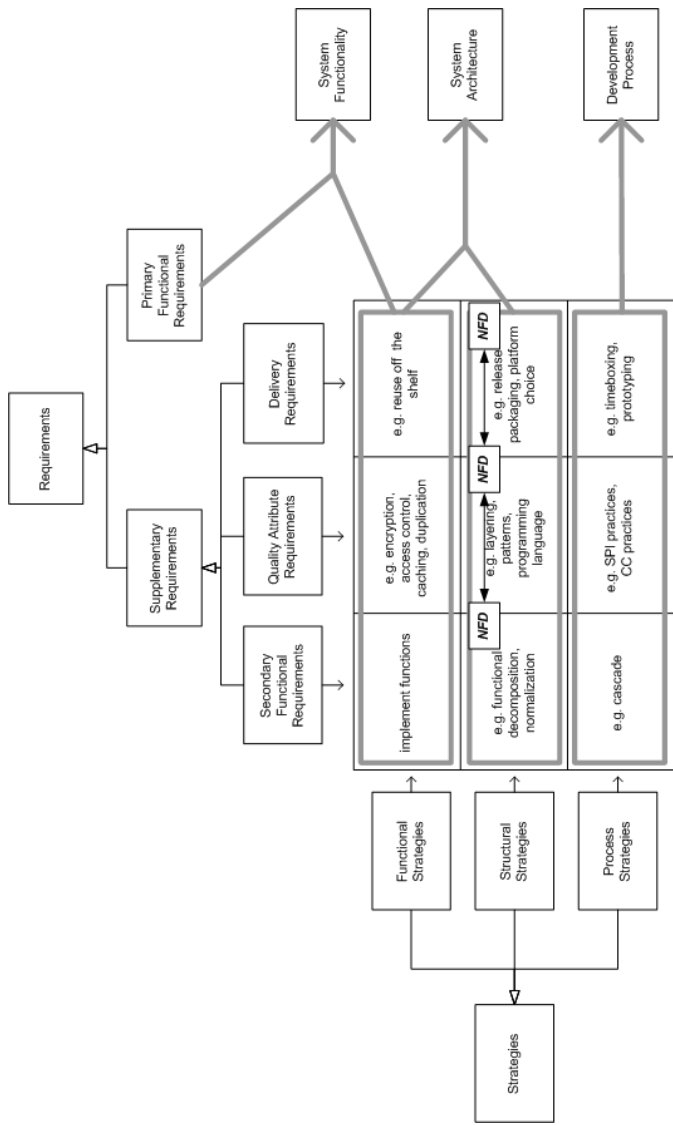 Requirements
Supplementary
Requirements
Primary
Functional
Requirements
Secondary
Functional
Requirements
Quality Attribute
Requirements
Delivery
Requirements
System
Functionality
System
Architecture
Development
Process
Strategies
Functional
Strategies
Structural
Strategies
Process
Strategies
implement functions
e.g. encryption,
access control,
caching, duplication
e.g. reuse off the
shelf
e.g. functional
decomposition,
normalization
NFD
e.g. layering,
patterns,
programming
language
NFD
e.g. release
packaging, platform
choice
NFD
e.g. cascade
e.g. SPI practices,
CC practices
e.g. timeboxing,
prototyping